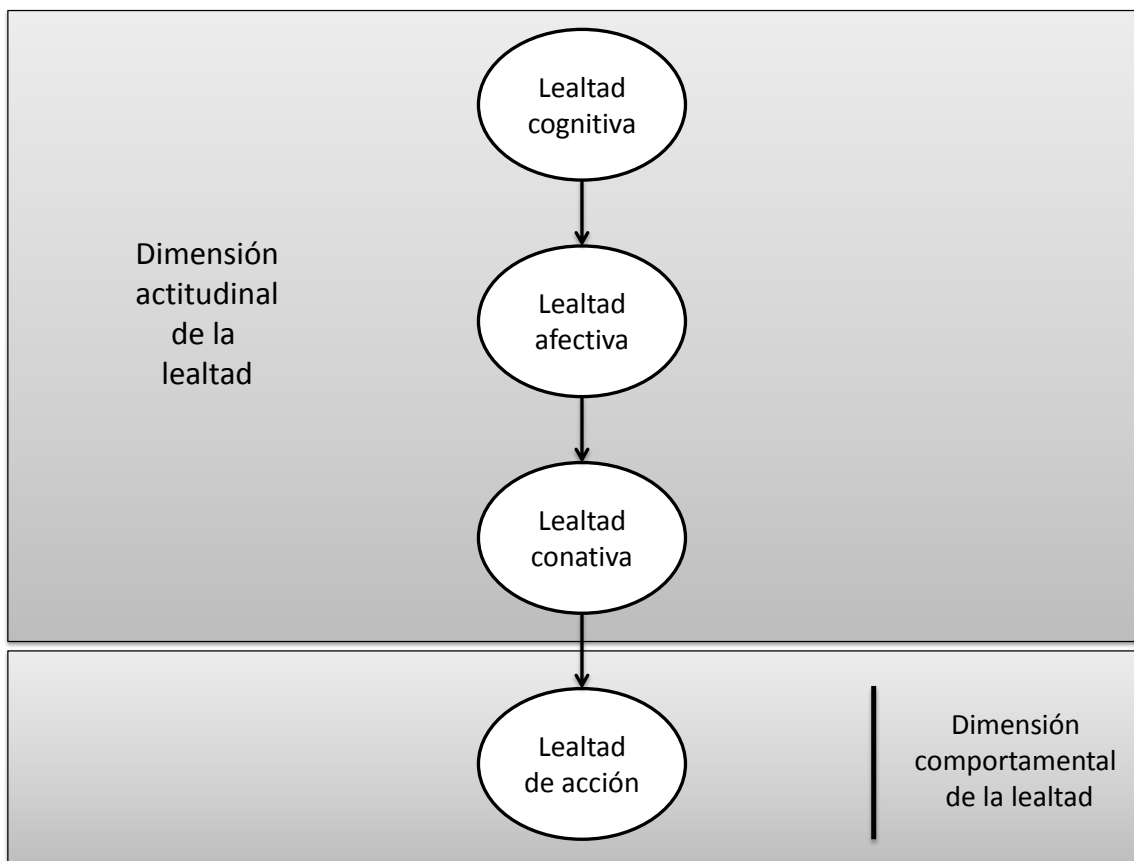 Lealtad
cognitiva
Dimensión
actitudinal
de la
lealtad
Lealtad
afectiva
Lealtad
conativa
Lealtad
de acción
Dimensión
comportamental
de la lealtad